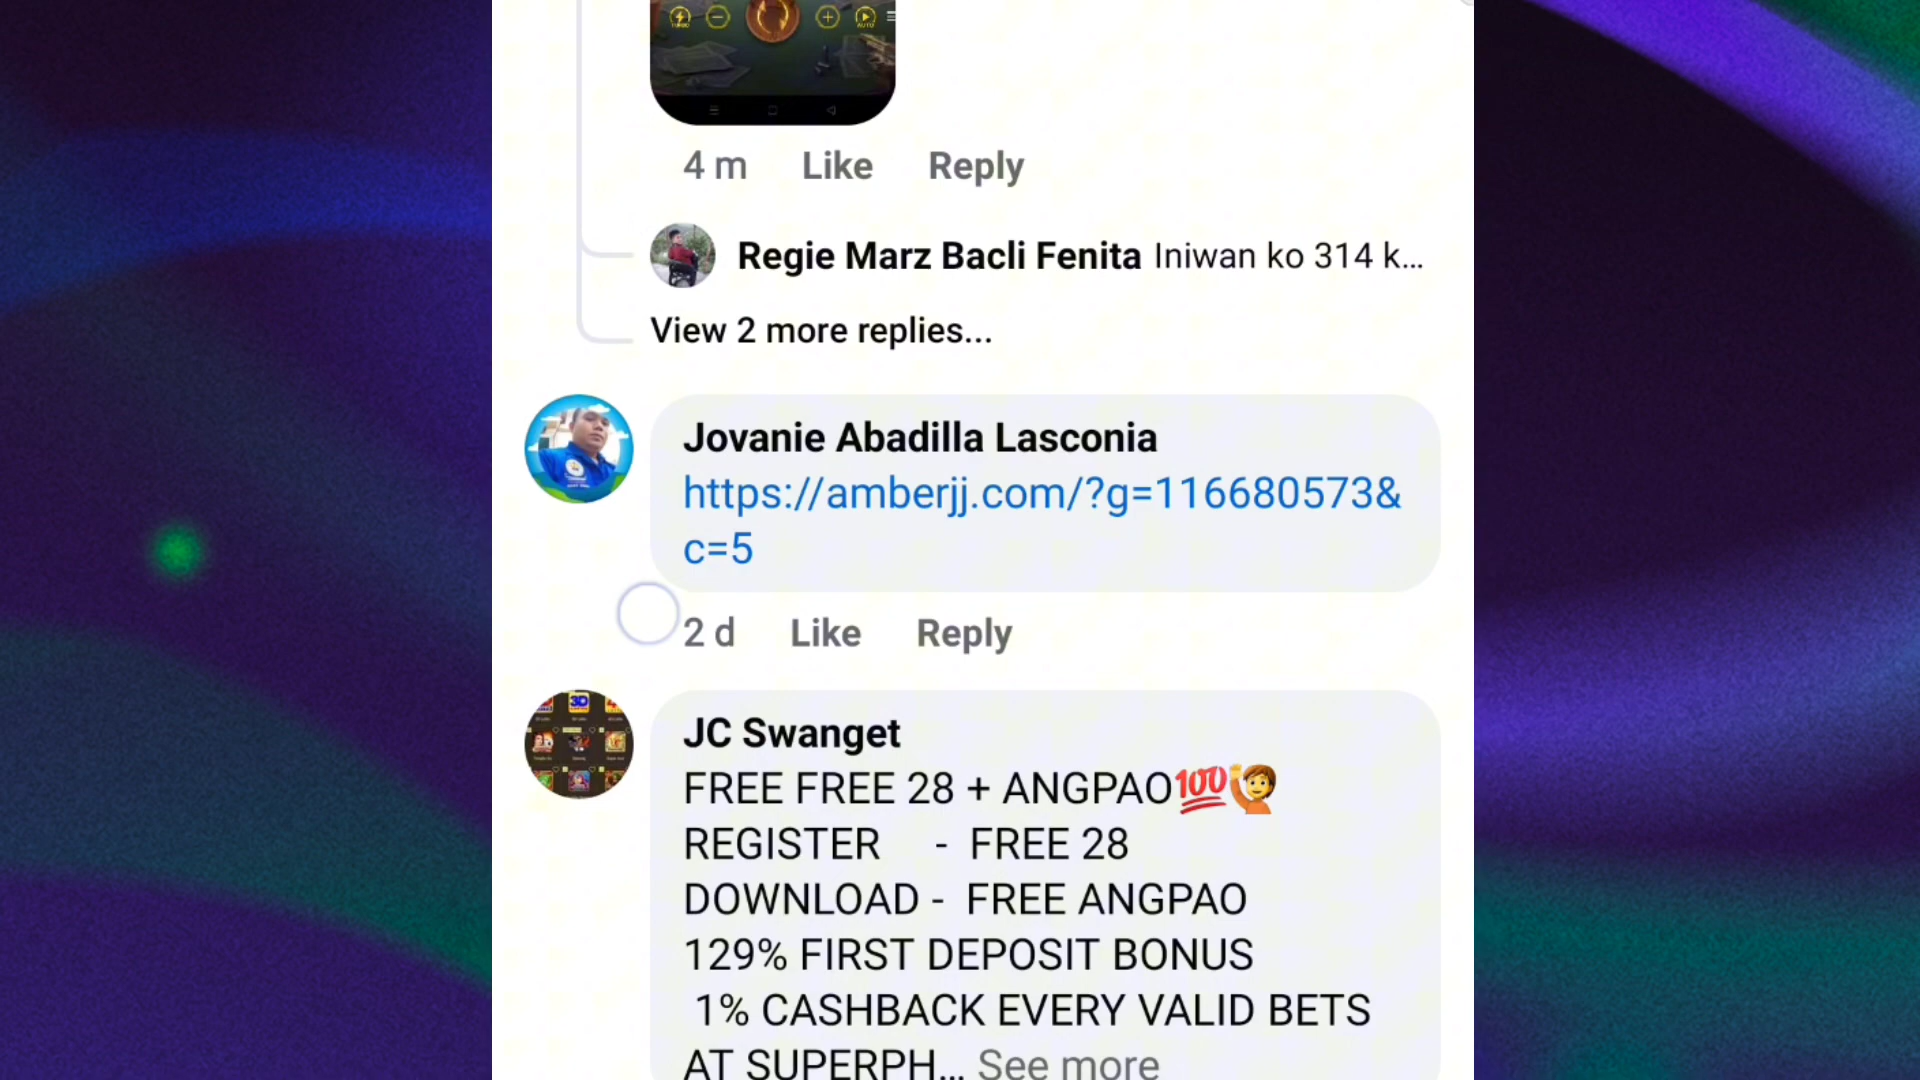 4 m Like Reply
Regie Marz Bacli Fenita Iniwan ko 314 k...
View 2 more replies...
Jovanie Abadilla Lasconia
https://amberjj.com/?g=116680573&
c=5
2 d Like Reply
JC Swanget
FREE FREE 28 + ANGPAO💯🙋
REGISTER - FREE 28
DOWNLOAD - FREE ANGPAO
129% FIRST DEPOSIT BONUS
1% CASHBACK EVERY VALID BETS
AT SUPERPH... See more